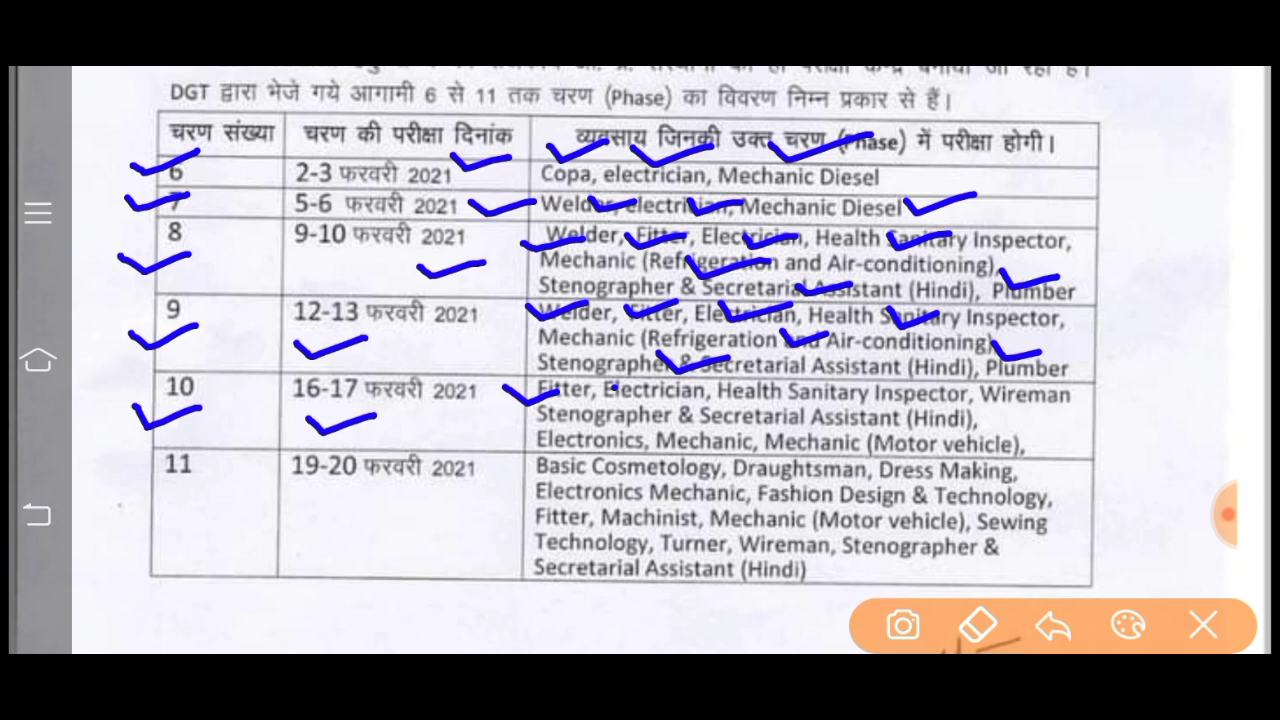 DGT द्वारा भेजे गये आगामी 6 से 11 तक चरण (Phase) का विवरण निम्न प्रकार से हैं।
चरण संख्या चरण की परीक्षा दिनांक व्यवसाय जिनकी उक्त चरण (Phase) में परीक्षा होगी।
6 2-3 फरवरी 2021 Copa, electrician, Mechanic Diesel
7 5-6 फरवरी 2021 Welder, electrician, Mechanic Diesel
8 9-10 फरवरी 2021 Welder, Fitter, Electrician, Health Sanitary Inspector,
Mechanic (Refrigeration and Air-conditioning),
Stenographer & Secretarial Assistant (Hindi), Plumber
9 12-13 फरवरी 2021 Welder, Fitter, Electrician, Health Sanitary Inspector,
Mechanic (Refrigeration and Air-conditioning),
Stenographer & Secretarial Assistant (Hindi), Plumber
10 16-17 फरवरी 2021 Fitter, Electrician, Health Sanitary Inspector, Wireman
Stenographer & Secretarial Assistant (Hindi),
Electronics, Mechanic, Mechanic (Motor vehicle),
11 19-20 फरवरी 2021 Basic Cosmetology, Draughtsman, Dress Making,
Electronics Mechanic, Fashion Design & Technology,
Fitter, Machinist, Mechanic (Motor vehicle), Sewing
Technology, Turner, Wireman, Stenographer &
Secretarial Assistant (Hindi)